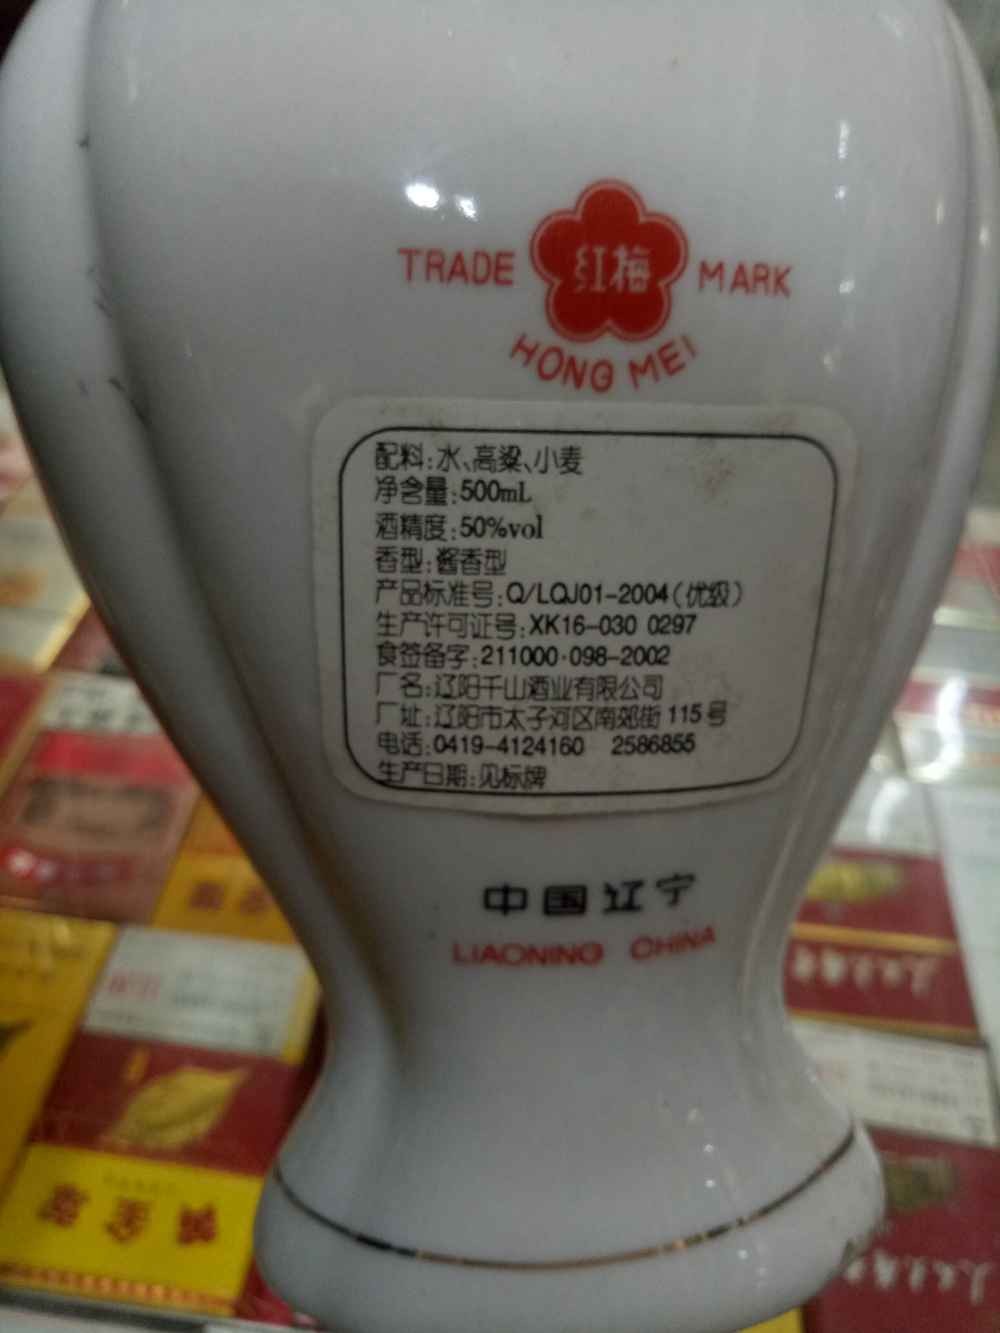 TRADE 红梅 MARK
HONG MEI
配料:水、高粱、小麦
净含量:500mL
酒精度:50%vol
香型:酱香型
产品标准号:Q/LQJ01-2004(优级)
生产许可证号:XK16-030 0297
食签备字:211000·098-2002
厂名:辽阳千山酒业有限公司
厂址:辽阳市太子河区南郊街115号
电话:0419-4124160 2586855
生产日期:见标牌
中国辽宁
LIAONING CHINA